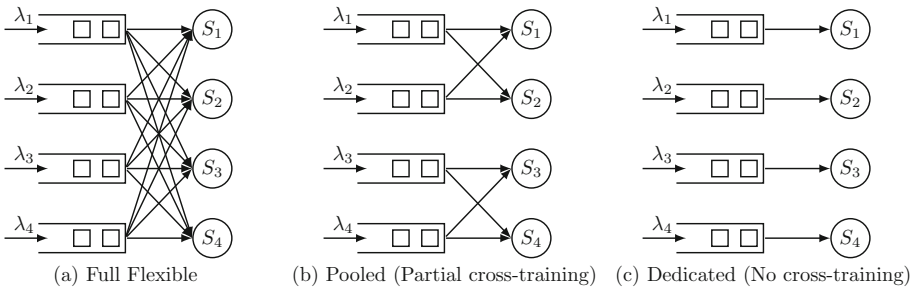 λ1 S1 λ1 S1 λ1 S1
λ2 S2 λ2 S2 λ2 S2
λ3 S3 λ3 S3 λ3 S3
λ4 S4 λ4 S4 λ4 S4
(a) Full Flexible (b) Pooled (Partial cross-training) (c) Dedicated (No cross-training)